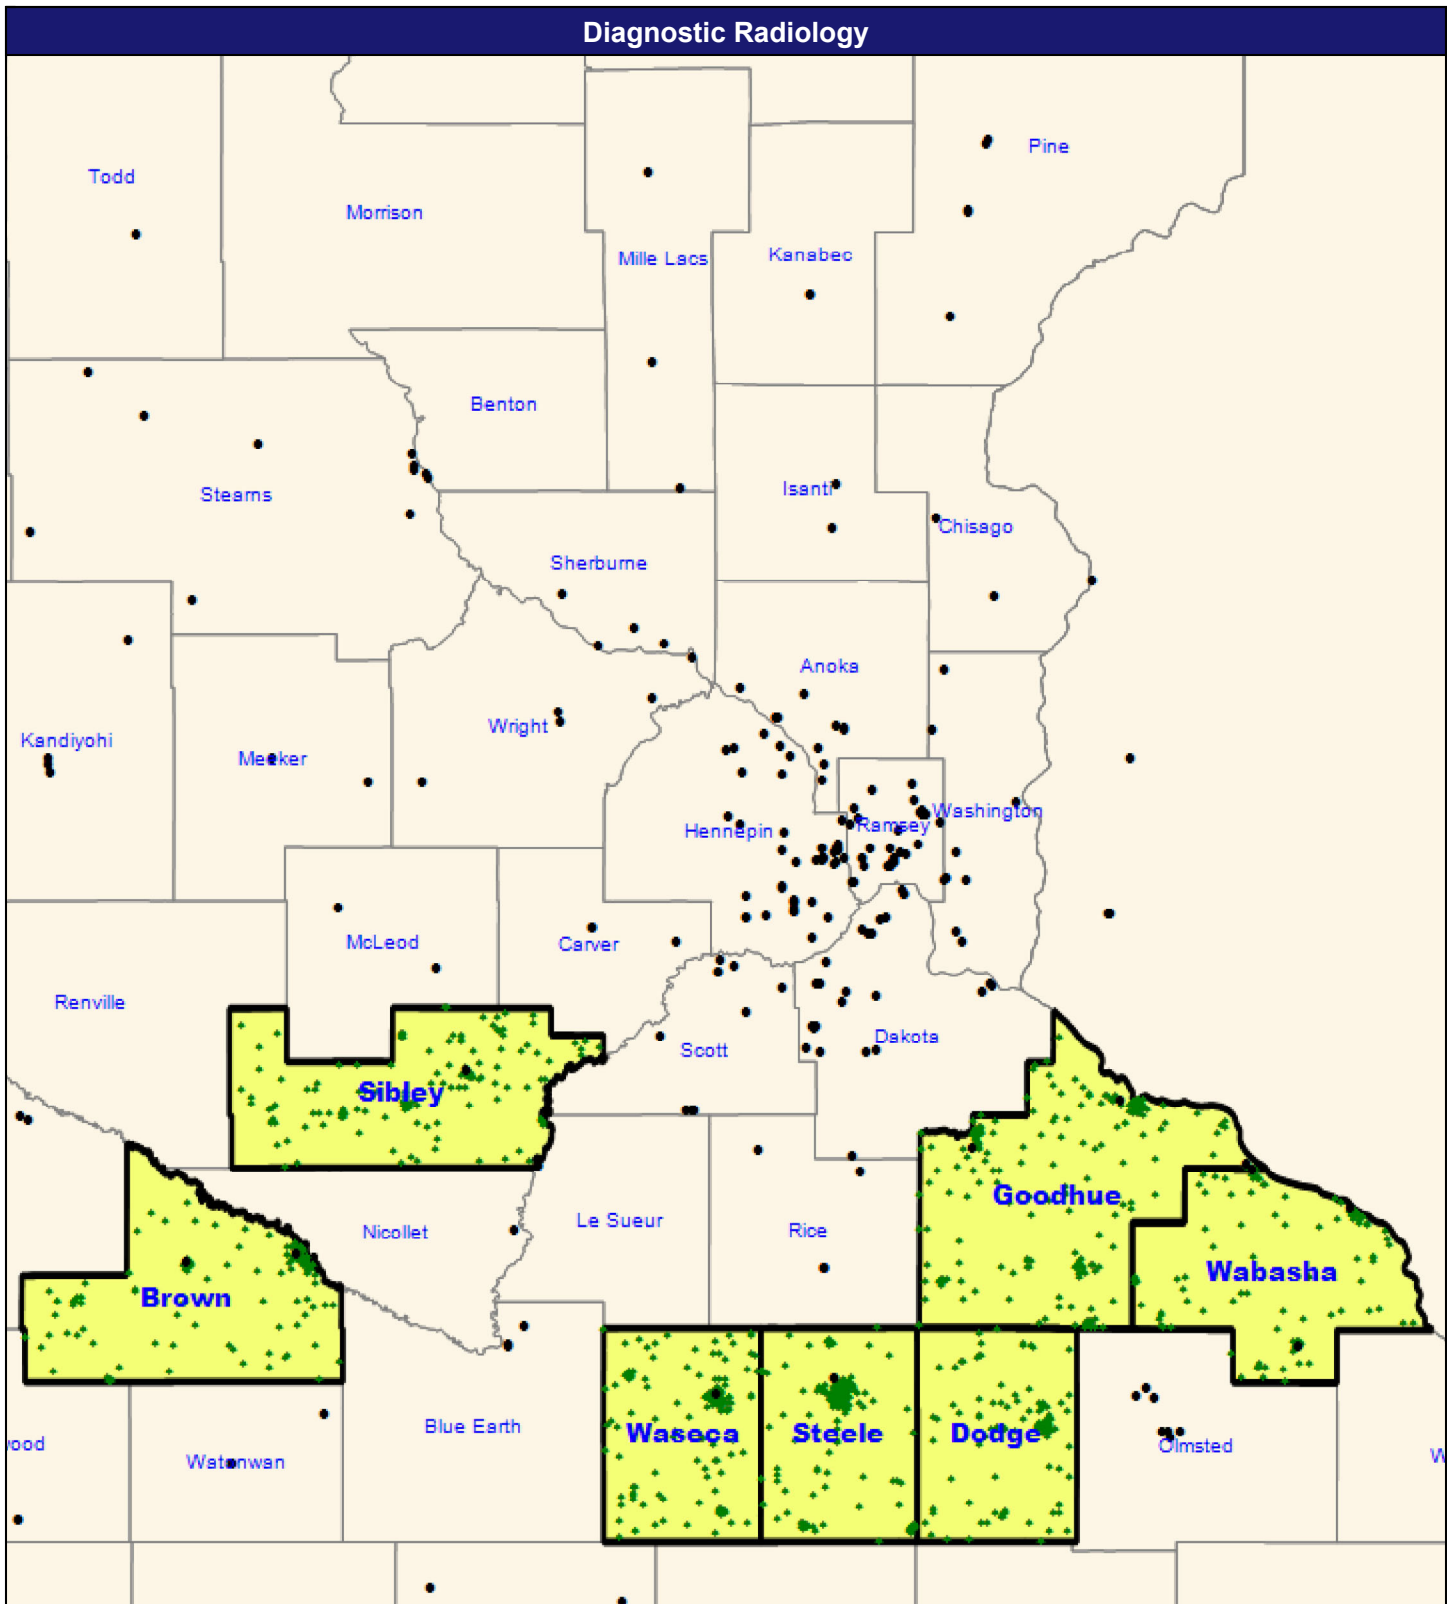 Diagnostic Radiology
Pine
Todd
Morrison
Kanabec
Mille Lacs
Benton
Isanti
Stearns
Chisago
Sherburne
Anoka
Wright
Kandiyohi
Meeker
Washington
Ramsey
Hennepin
McLeod
Carver
Renville
Dakota
Scott
Sibley
Goodhue
Le Sueur
Rice
Nicollet
Wabasha
Brown
Blue Earth
Waseca
Steele
Dodge
ood
Olmsted
W
Watonwan